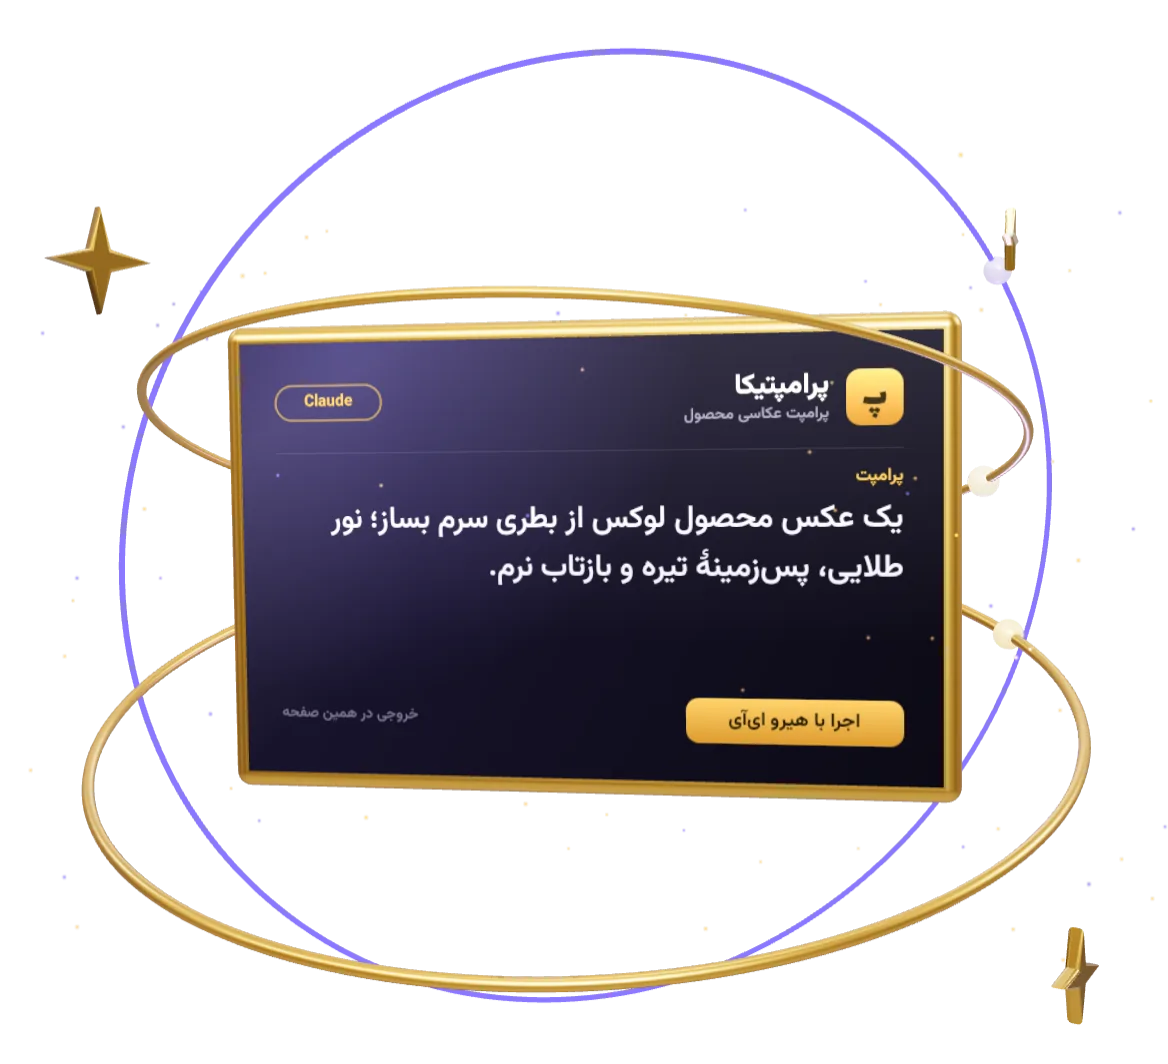 پ
پرامپتیکا
پرامپت عکاسی محصول
Claude
پرامپت
یک عکس محصول لوکس از بطری سرم بساز؛ نور
طلایی، پس‌زمینهٔ تیره و بازتاب نرم.
اجرا با هیرو ای‌آی
خروجی در همین صفحه